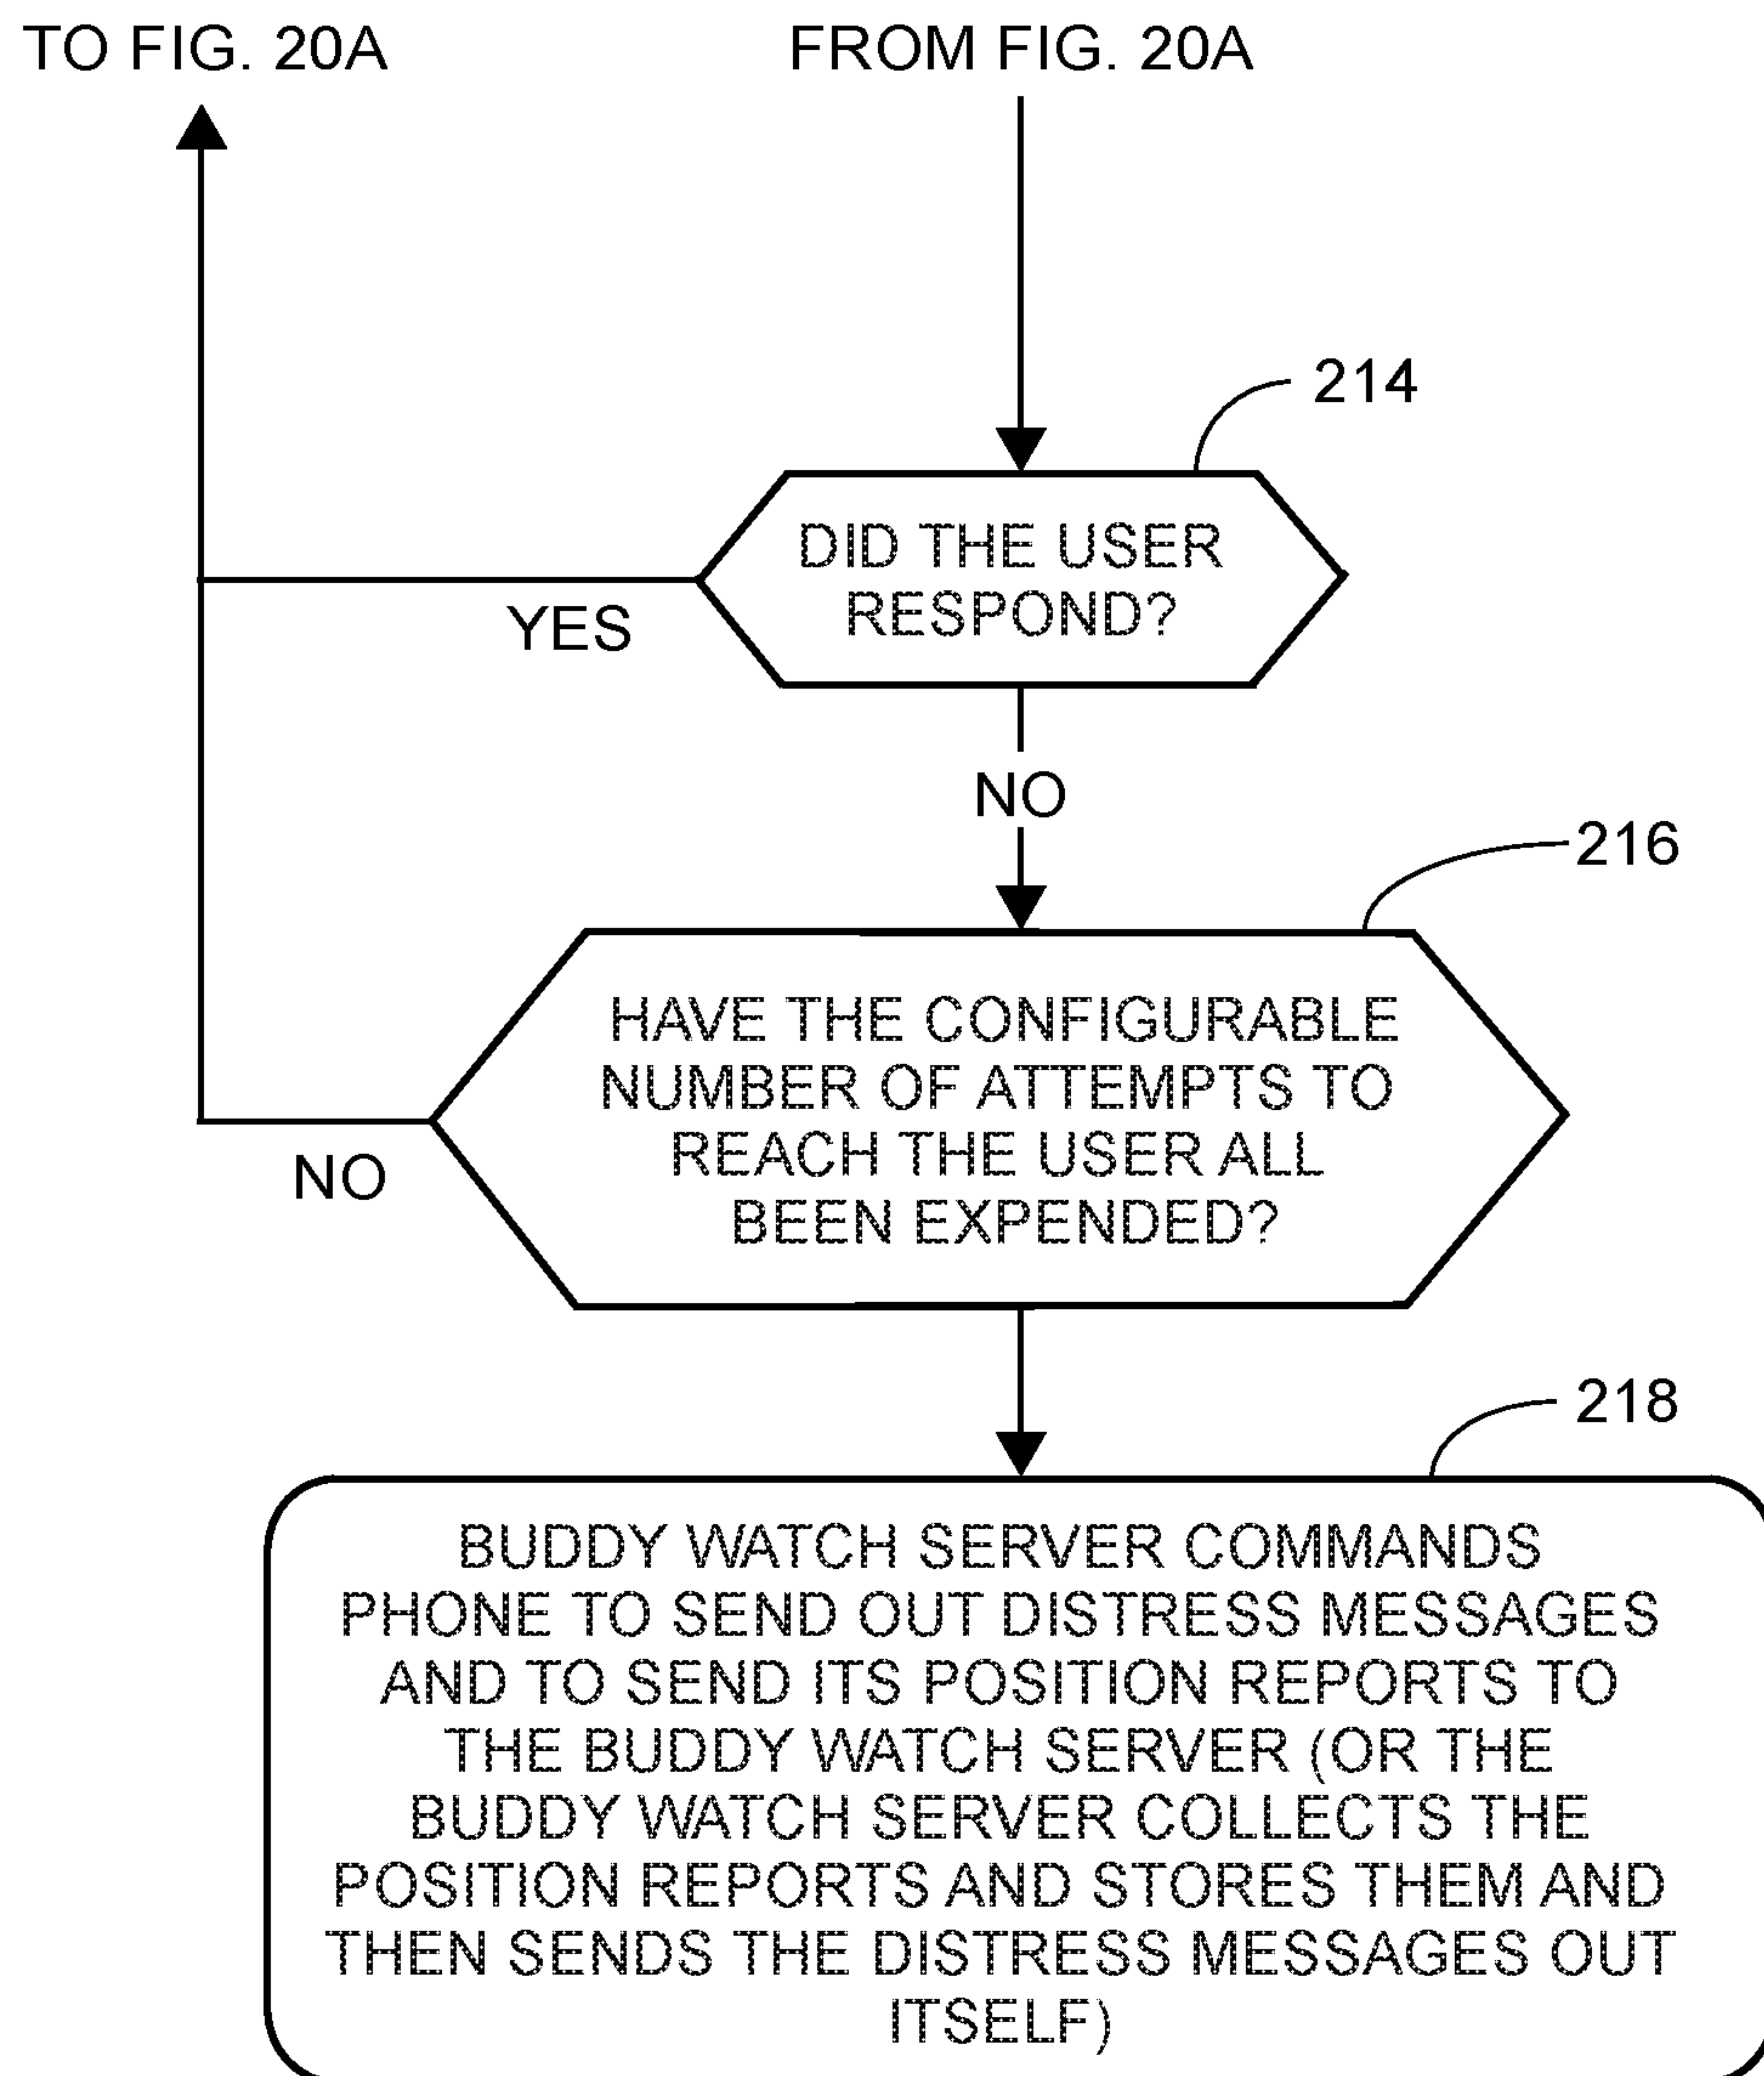 TO FIG. 20A
FROM FIG. 20A
214
DID THE USER
RESPOND?
YES
NO
216
HAVE THE CONFIGURABLE
NUMBER OF ATTEMPTS TO
REACH THE USER ALL
BEEN EXPENDED?
NO
218
BUDDY WATCH SERVER COMMANDS
PHONE TO SEND OUT DISTRESS MESSAGES
AND TO SEND ITS POSITION REPORTS TO
THE BUDDY WATCH SERVER (OR THE
BUDDY WATCH SERVER COLLECTS THE
POSITION REPORTS AND STORES THEM AND
THEN SENDS THE DISTRESS MESSAGES OUT
ITSELF)